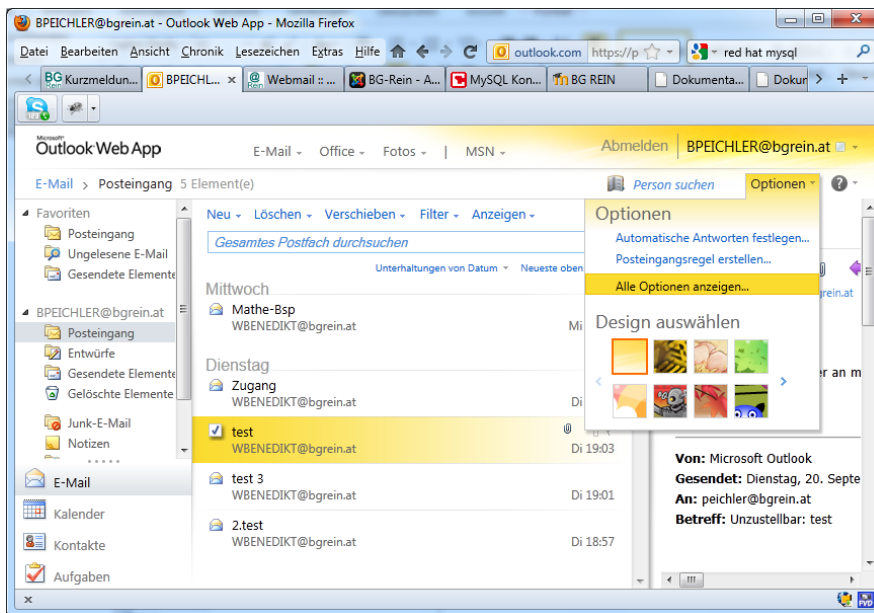 BPEICHLER@bgrein.at - Outlook Web App - Mozilla Firefox
Datei Bearbeiten Ansicht Chronik Lesezeichen Extras Hilfe outlook.com https://p red hat mysql
Kurzmeldun... BPEICHL... Webmail :: ... BG-Rein - A... MySQL Kon... BG REIN Dokumenta... Dokur
Microsoft®
Outlook Web App E-Mail Office Fotos | MSN Abmelden BPEICHLER@bgrein.at
E-Mail > Posteingang 5 Element(e) Person suchen Optionen
Favoriten
Posteingang
Ungelesene E-Mail
Gesendete Elemente
BPEICHLER@bgrein.at
Posteingang
Entwürfe
Gesendete Elemente
Gelöschte Elemente
Junk-E-Mail
Notizen
E-Mail
Kalender
Kontakte
Aufgaben
Neu Löschen Verschieben Filter Anzeigen
Gesamtes Postfach durchsuchen
Unterhaltungen von Datum Neueste oben
Mittwoch
Mathe-Bsp
WBENEDIKT@bgrein.at Mi
Dienstag
Zugang
WBENEDIKT@bgrein.at Di
test
WBENEDIKT@bgrein.at Di 19:03
test 3
WBENEDIKT@bgrein.at Di 19:01
2.test
WBENEDIKT@bgrein.at Di 18:57
Optionen
Automatische Antworten festlegen...
Posteingangsregel erstellen...
Alle Optionen anzeigen...
Design auswählen
rein.at
er an m
Von: Microsoft Outlook
Gesendet: Dienstag, 20. Septe
An: peichler@bgrein.at
Betreff: Unzustellbar: test